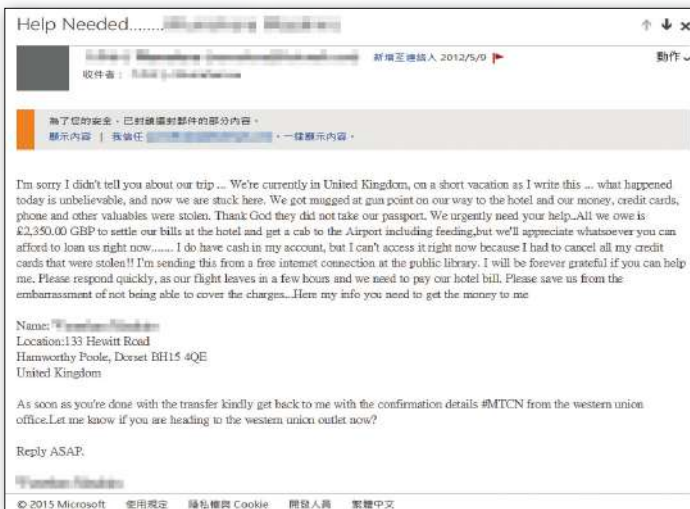 Help Needed........
新增至連絡人 2012/5/9
動作
收件者：
為了您的安全，已封鎖這封郵件的部分內容。
顯示內容 | 我信任 ，一律顯示內容。
I'm sorry I didn't tell you about our trip ... We're currently in United Kingdom, on a short vacation as I write this ... what happened
today is unbelievable, and now we are stuck here. We got mugged at gun point on our way to the hotel and our money, credit cards,
phone and other valuables were stolen. Thank God they did not take our passport. We urgently need your help..All we owe is
£2,350.00 GBP to settle our bills at the hotel and get a cab to the Airport including feeding,but we'll appreciate whatsoever you can
afford to loan us right now....... I do have cash in my account, but I can't access it right now because I had to cancel all my credit
cards that were stolen!! I'm sending this from a free internet connection at the public library. I will be forever grateful if you can help
me. Please respond quickly, as our flight leaves in a few hours and we need to pay our hotel bill. Please save us from the
embarrassment of not being able to cover the charges...Here my info you need to get the money to me
Name:
Location:133 Hewitt Road
Hamworthy Poole, Dorset BH15 4QE
United Kingdom
As soon as you're done with the transfer kindly get back to me with the confirmation details #MTCN from the western union
office.Let me know if you are heading to the western union outlet now?
Reply ASAP.
© 2015 Microsoft 使用規定 隱私權與 Cookie 開發人員 繁體中文